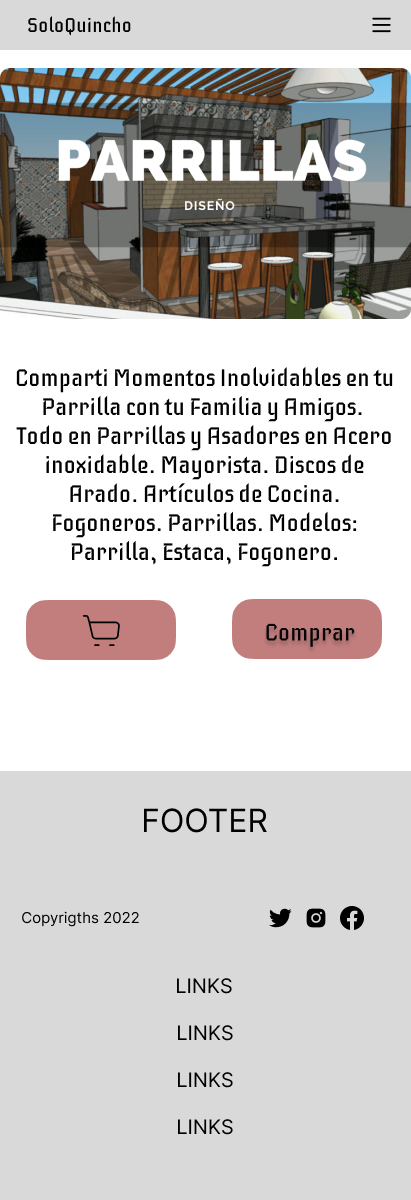 SoloQuincho
PARRILLAS
DISEÑO
Comparti Momentos Inolvidables en tu
Parrilla con tu Familia y Amigos.
Todo en Parrillas y Asadores en Acero
inoxidable. Mayorista. Discos de
Arado. Artículos de Cocina.
Fogoneros. Parrillas. Modelos:
Parrilla, Estaca, Fogonero.
Comprar
FOOTER
Copyrigths 2022
LINKS
LINKS
LINKS
LINKS